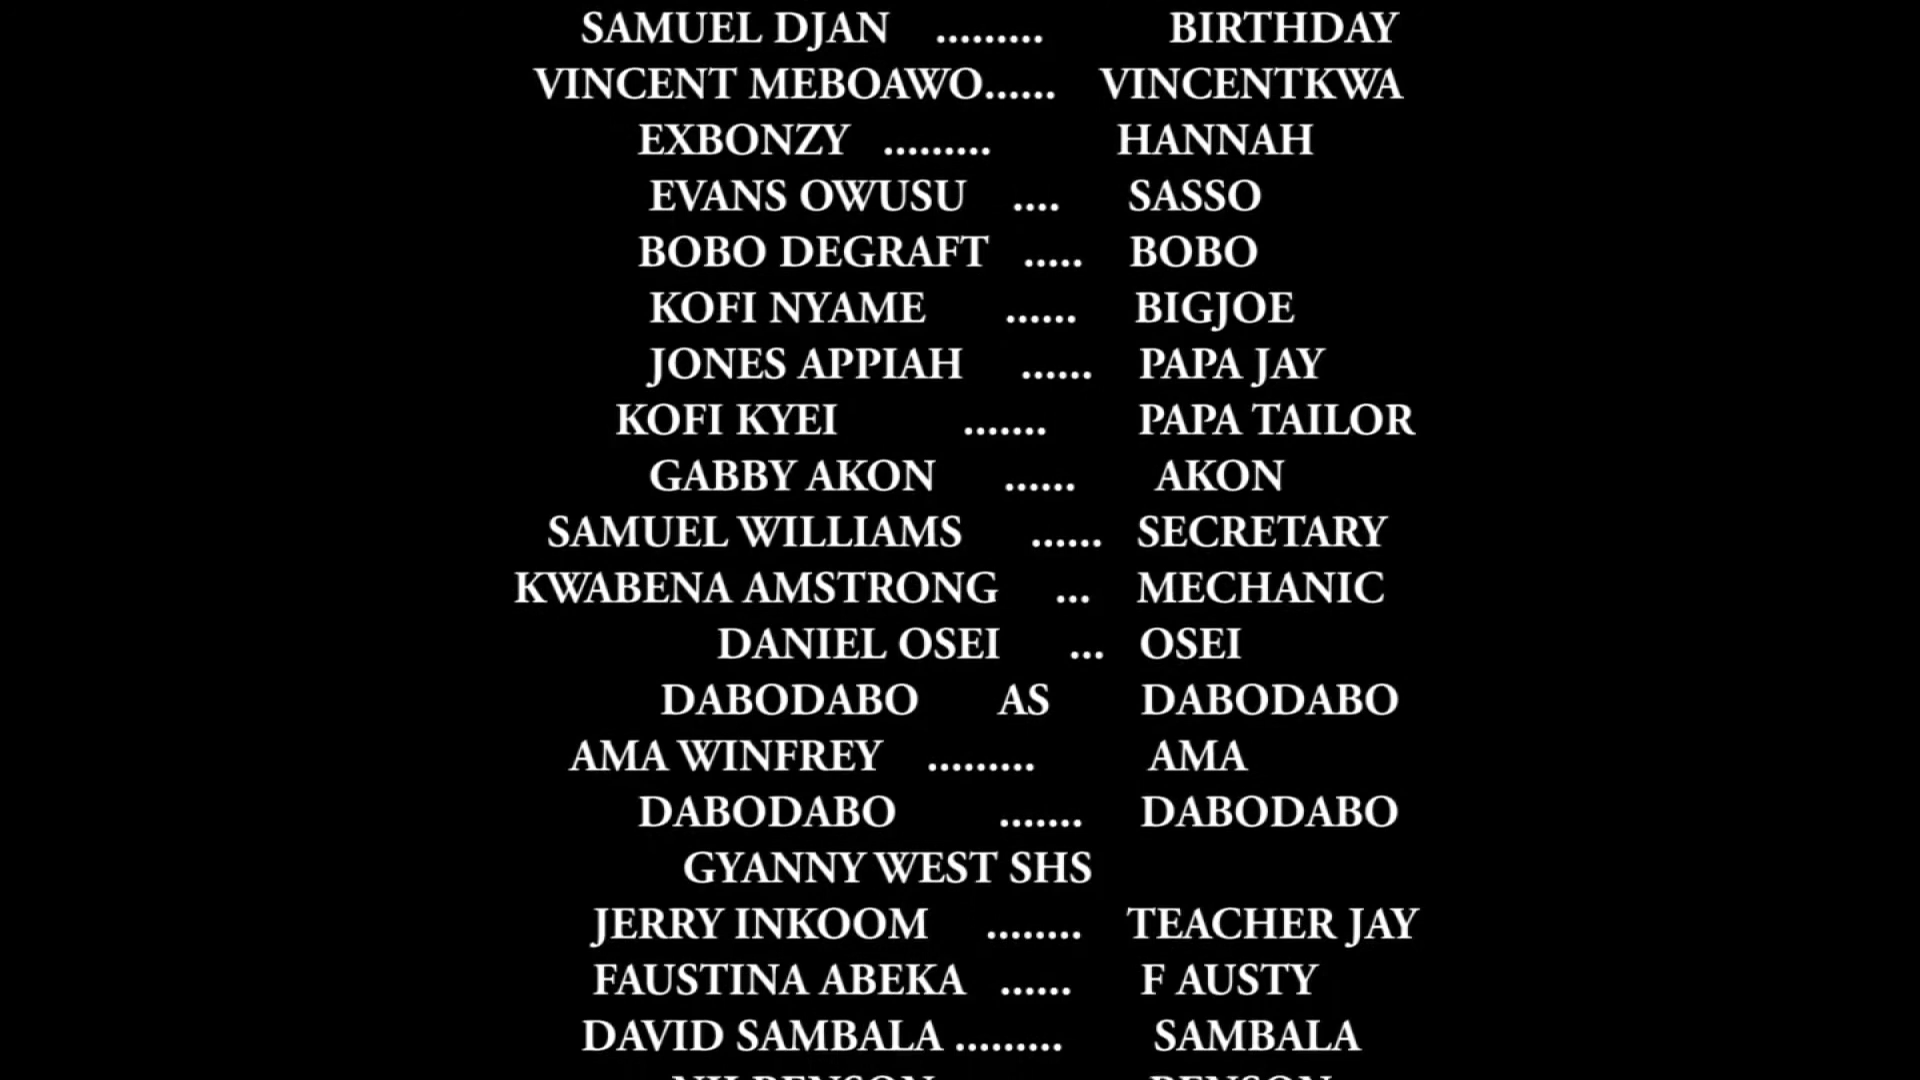 SAMUEL DJAN ......... BIRTHDAY
VINCENT MEBOAWO...... VINCENTKWA
EXBONZY ......... HANNAH
EVANS OWUSU .... SASSO
BOBO DEGRAFT ..... BOBO
KOFI NYAME ...... BIGJOE
JONES APPIAH ...... PAPA JAY
KOFI KYEI ....... PAPA TAILOR
GABBY AKON ...... AKON
SAMUEL WILLIAMS ...... SECRETARY
KWABENA AMSTRONG ... MECHANIC
DANIEL OSEI ... OSEI
DABODABO AS DABODABO
AMA WINFREY ......... AMA
DABODABO ....... DABODABO
GYANNY WEST SHS
JERRY INKOOM ........ TEACHER JAY
FAUSTINA ABEKA ...... F AUSTY
DAVID SAMBALA ......... SAMBALA
BENSON BENSON